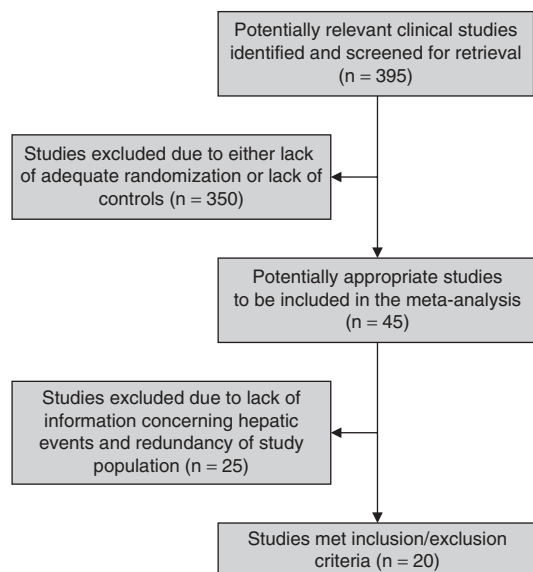 Potentially relevant clinical studies
identified and screened for retrieval
(n = 395)
Studies excluded due to either lack
of adequate randomization or lack of
controls (n = 350)
Potentially appropriate studies
to be included in the meta-analysis
(n = 45)
Studies excluded due to lack of
information concerning hepatic
events and redundancy of study
population (n = 25)
Studies met inclusion/exclusion
criteria (n = 20)